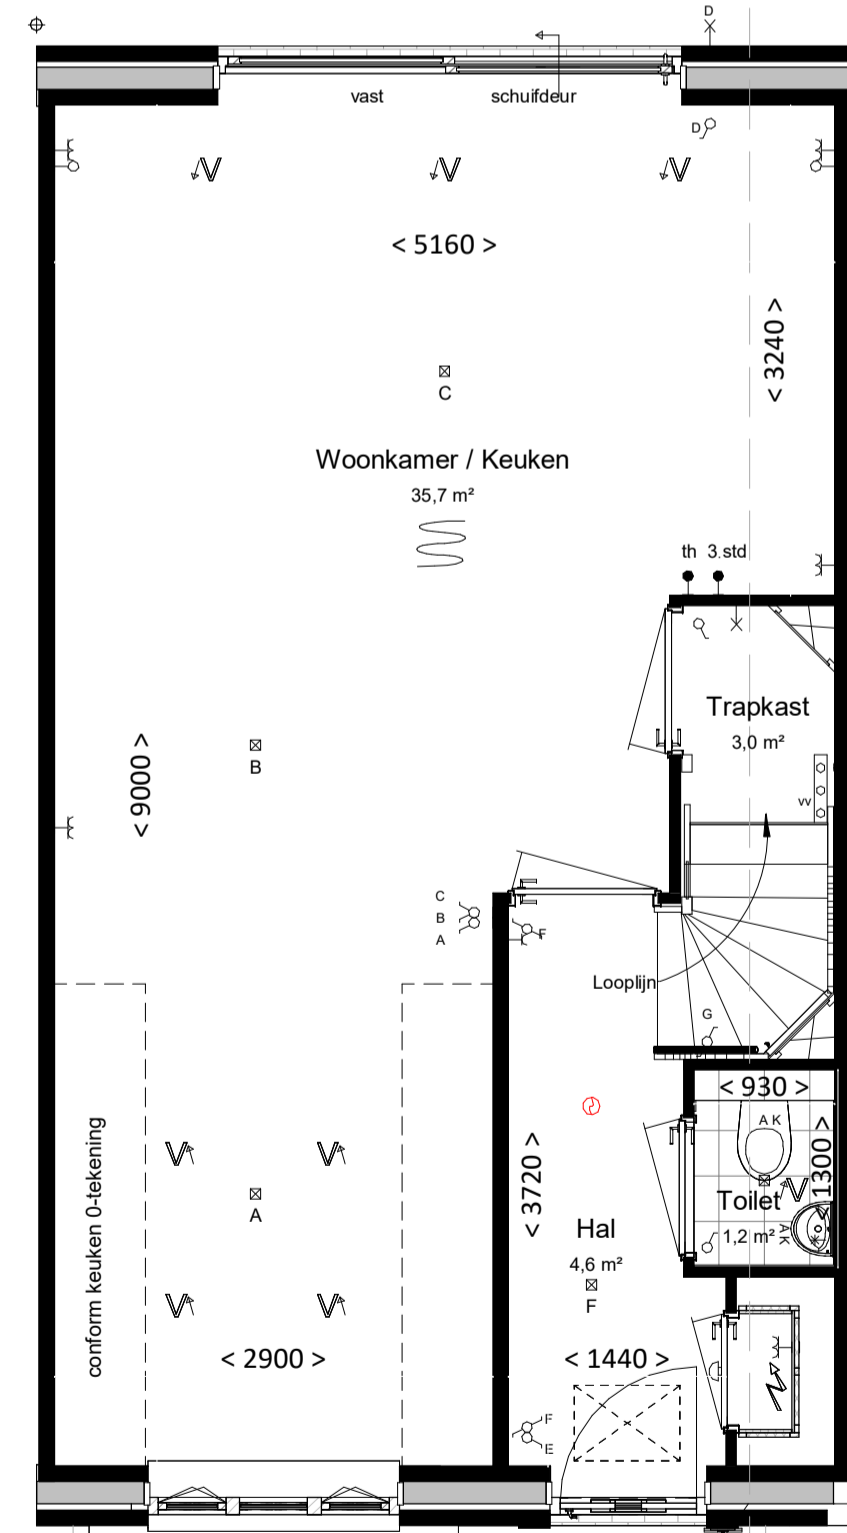 D
vast
schuifdeur
D
< 5160 >
< 3240 >
C
Woonkamer / Keuken
35,7 m²
th 3.std
Trapkast
3,0 m²
B
< 9000 >
vv
C
B
A
F
Looplijn
G
< 930 >
A K
conform keuken 0-tekening
< 3720 >
< 1300 >
A
Toilet
1,2 m²
A K
Hal
4,6 m²
F
< 2900 >
< 1440 >
F
E